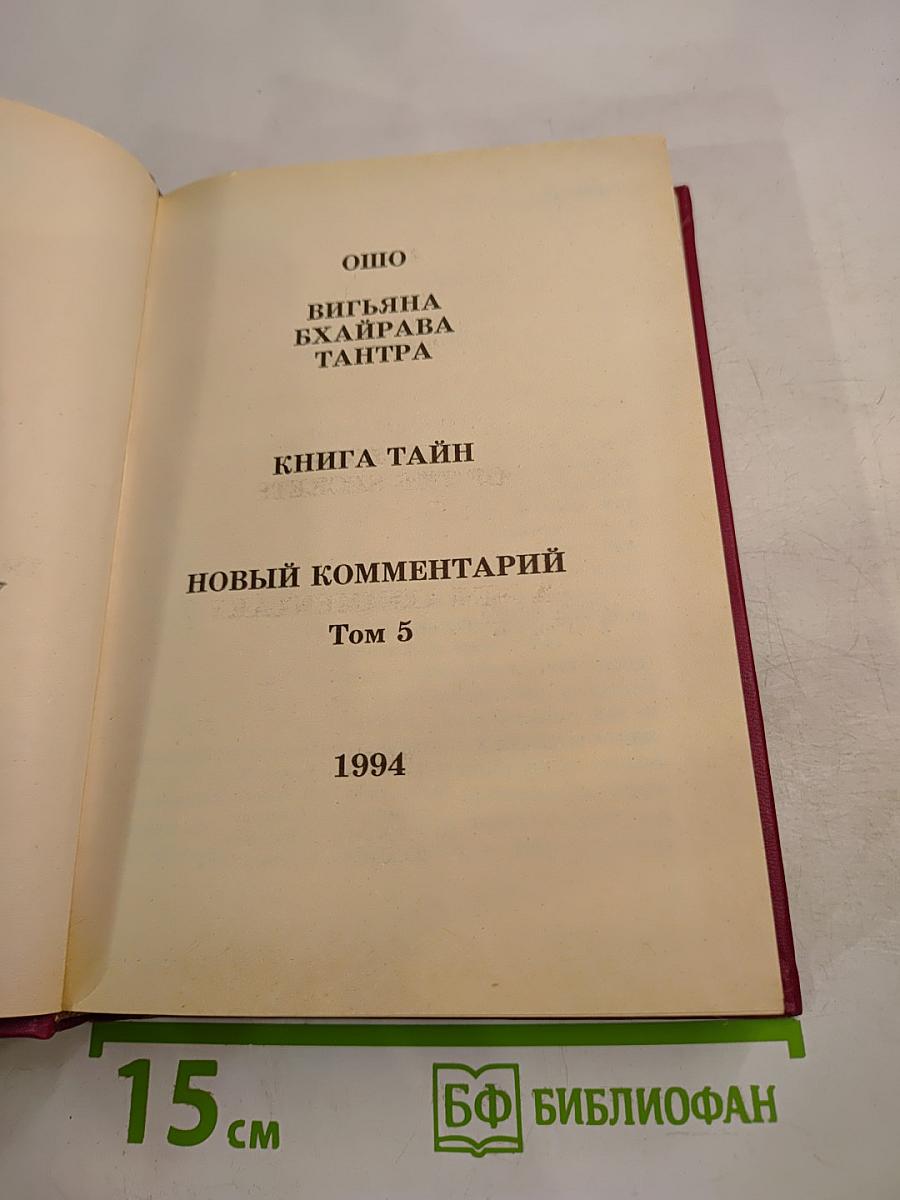 ОШО
ВИГЬЯНА
БХАЙРАВА
ТАНТРА
КНИГА ТАЙН
НОВЫЙ КОММЕНТАРИЙ
Том 5
1994
15 см
БФ БИБЛИОФАН